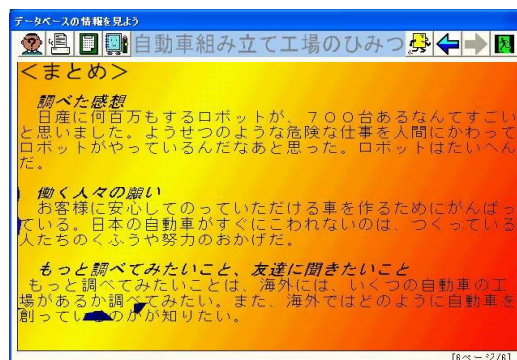 データベースの情報を見よう
自動車組み立て工場のひみつ
<まとめ>
調べた感想
日産に何百万もするロボットが、700台あるなんてすごい
と思いました。ようせつのような危険な仕事を人間にかわって
ロボットがやっているんだなあと思った。ロボットはたいへん
だ。
働く人々の願い
お客様に安心してのっていただける車を作るためにがんばっ
ている。日本の自動車がすぐにこわれないのは、つくっている
人たちのくふうや努力のおかげだ。
もっと調べてみたいこと、友達に聞きたいこと
もっと調べてみたいことは、海外には、いくつの自動車の工
場があるか調べてみたい。また、海外ではどのように自動車を
創ってい のかが知りたい。
[6ページ/6]